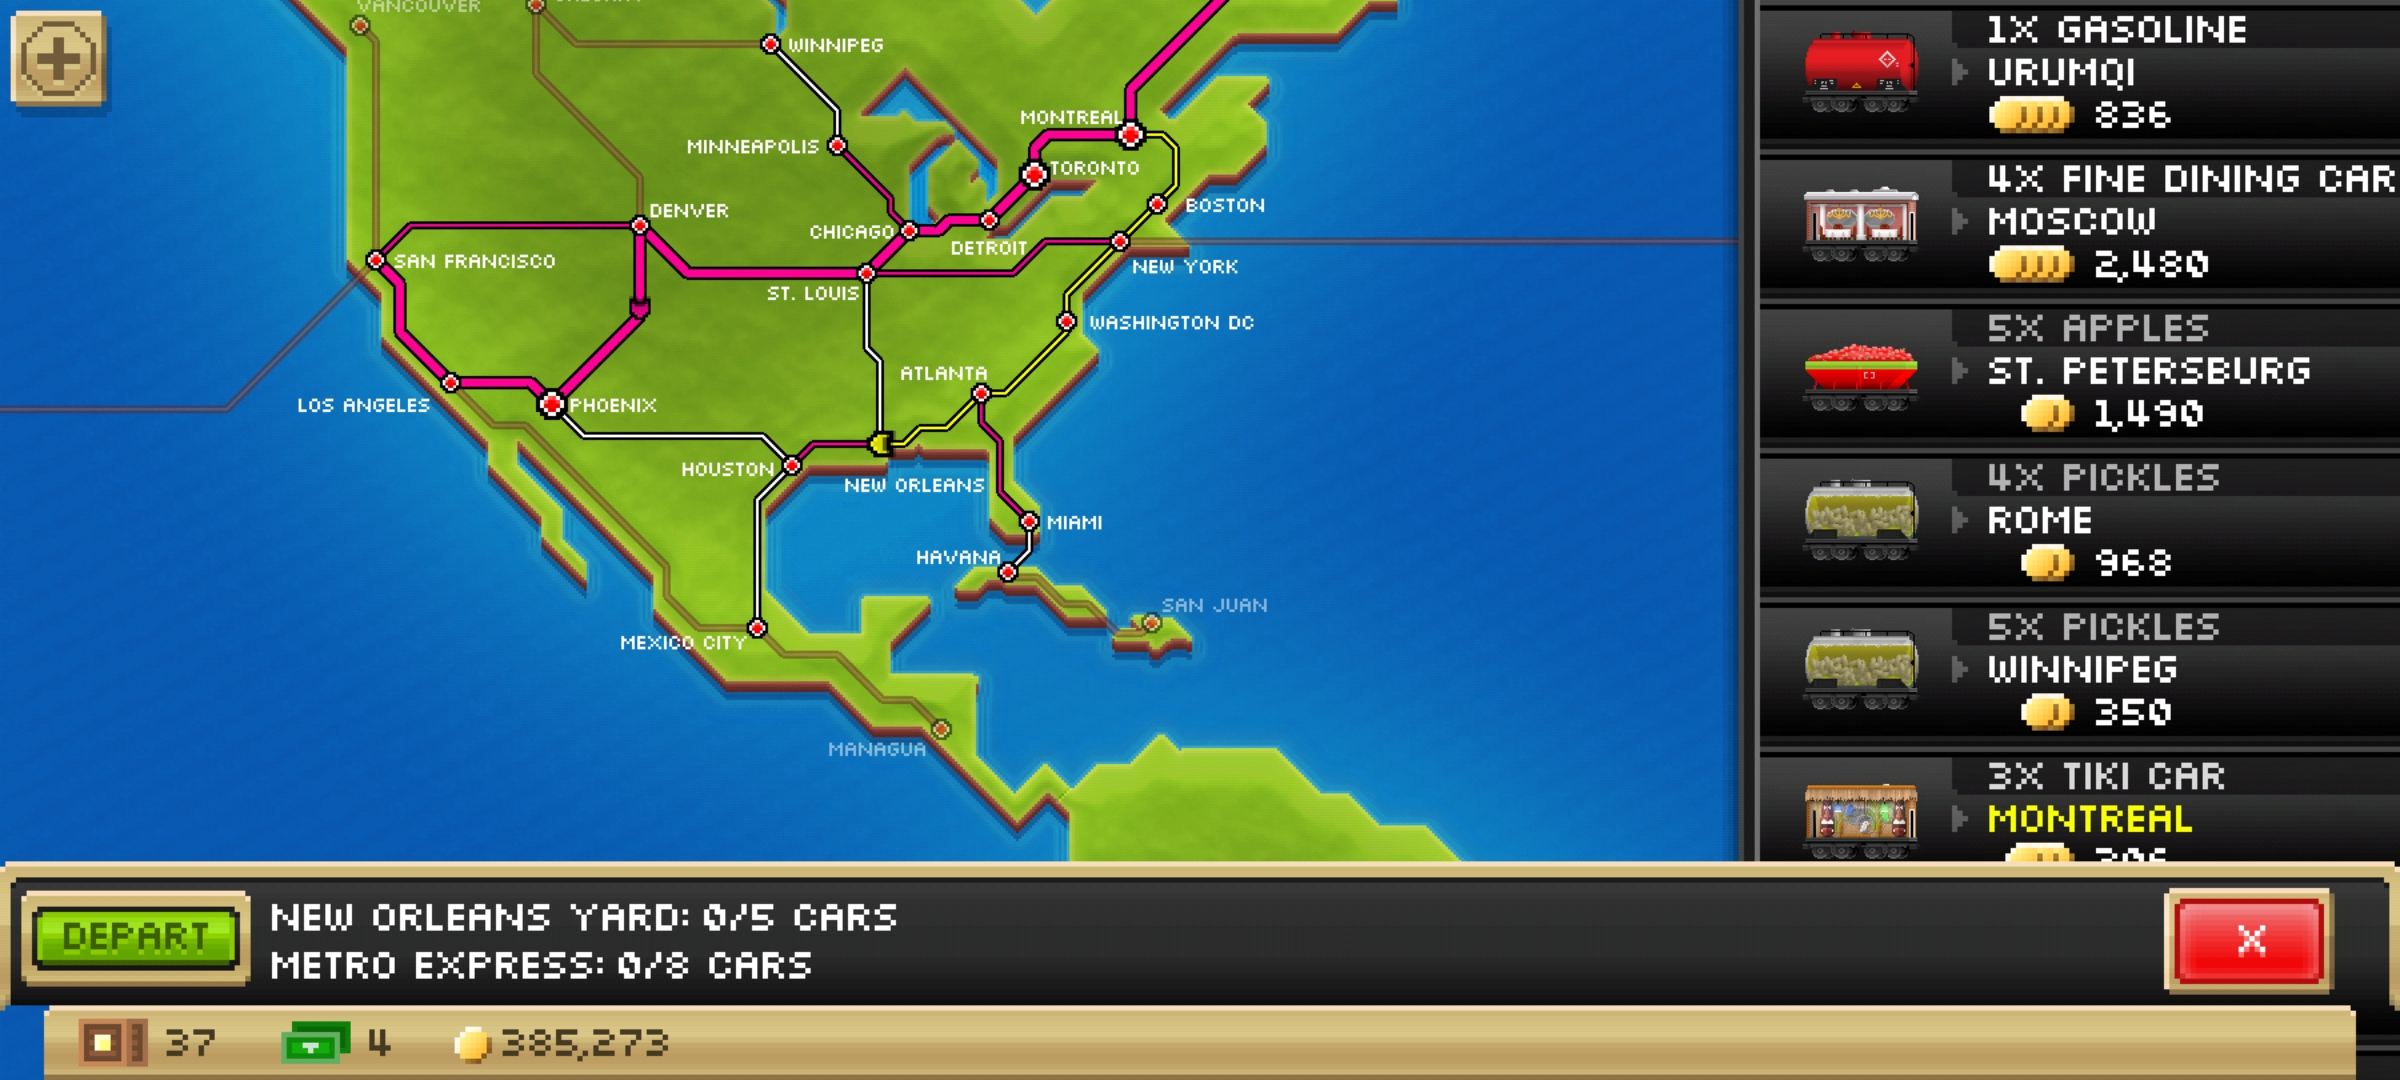 VANCOUVER
WINNIPEG
MINNEAPOLIS
MONTREAL
TORONTO
DENVER
CHICAGO
DETROIT
BOSTON
SAN FRANCISCO
NEW YORK
ST. LOUIS
WASHINGTON DC
ATLANTA
LOS ANGELES
PHOENIX
HOUSTON
NEW ORLEANS
MIAMI
HAVANA
SAN JUAN
MEXICO CITY
MANAGUA
1X GASOLINE
URUMQI
836
4X FINE DINING CAR
MOSCOW
2,480
5X APPLES
ST. PETERSBURG
1,490
4X PICKLES
ROME
968
5X PICKLES
WINNIPEG
350
3X TIKI CAR
MONTREAL
DEPART
NEW ORLEANS YARD: 0/5 CARS
METRO EXPRESS: 0/8 CARS
X
37
4
385,273